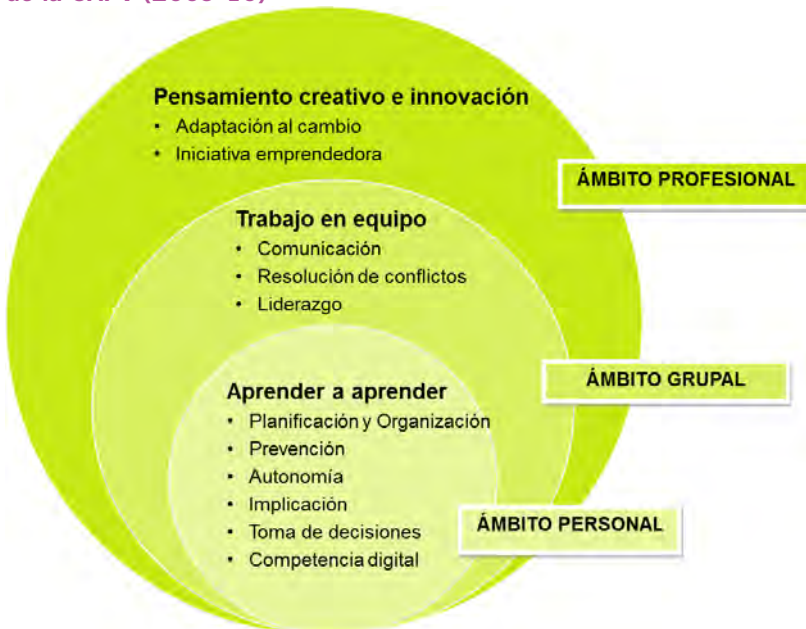 Pensamiento creativo e innovación
• Adaptación al cambio
• Iniciativa emprendedora
ÁMBITO PROFESIONAL
Trabajo en equipo
• Comunicación
• Resolución de conflictos
• Liderazgo
ÁMBITO GRUPAL
Aprender a aprender
• Planificación y Organización
• Prevención
• Autonomía
• Implicación
• Toma de decisiones
• Competencia digital
ÁMBITO PERSONAL